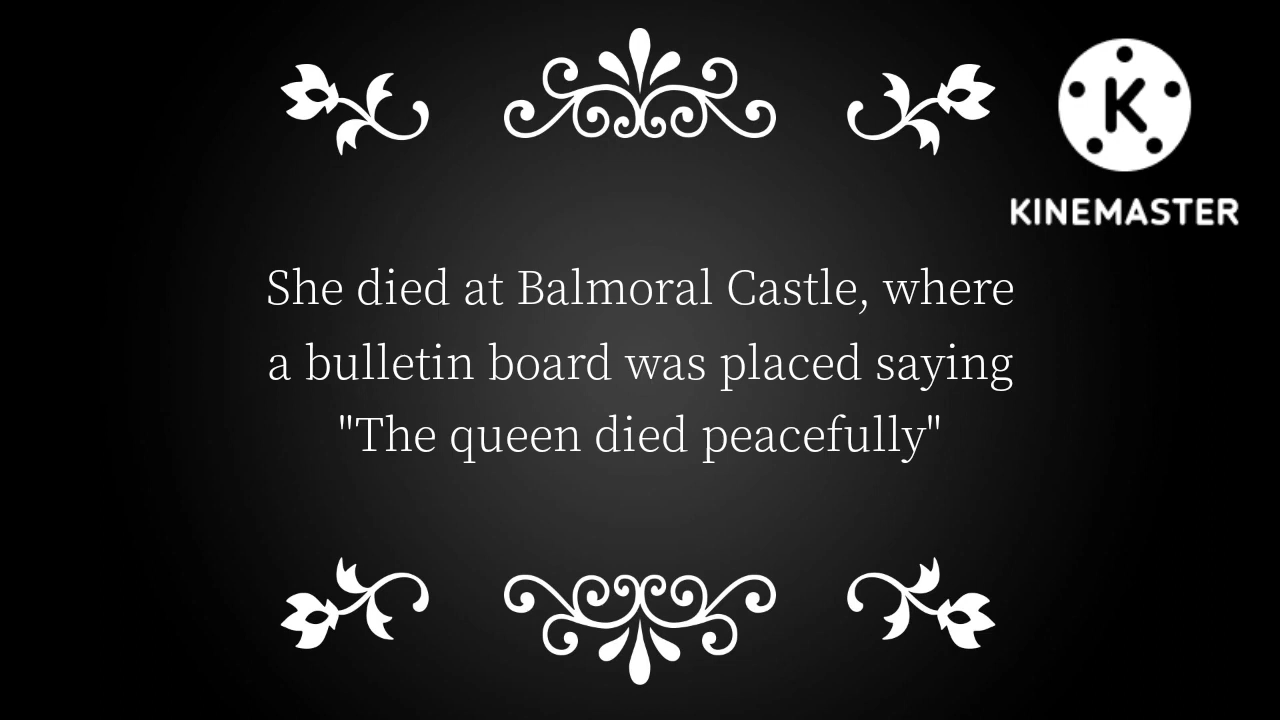 K
KINEMASTER
She died at Balmoral Castle, where
a bulletin board was placed saying
"The queen died peacefully"